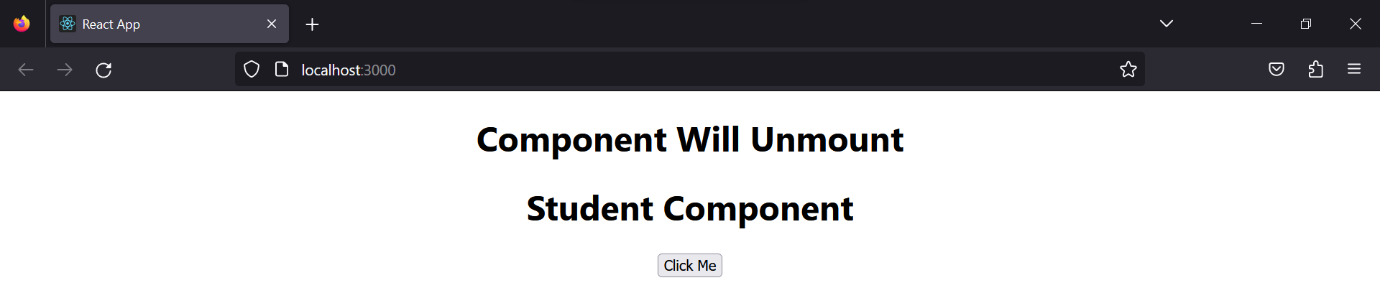 React App
localhost:3000
Component Will Unmount
Student Component
Click Me